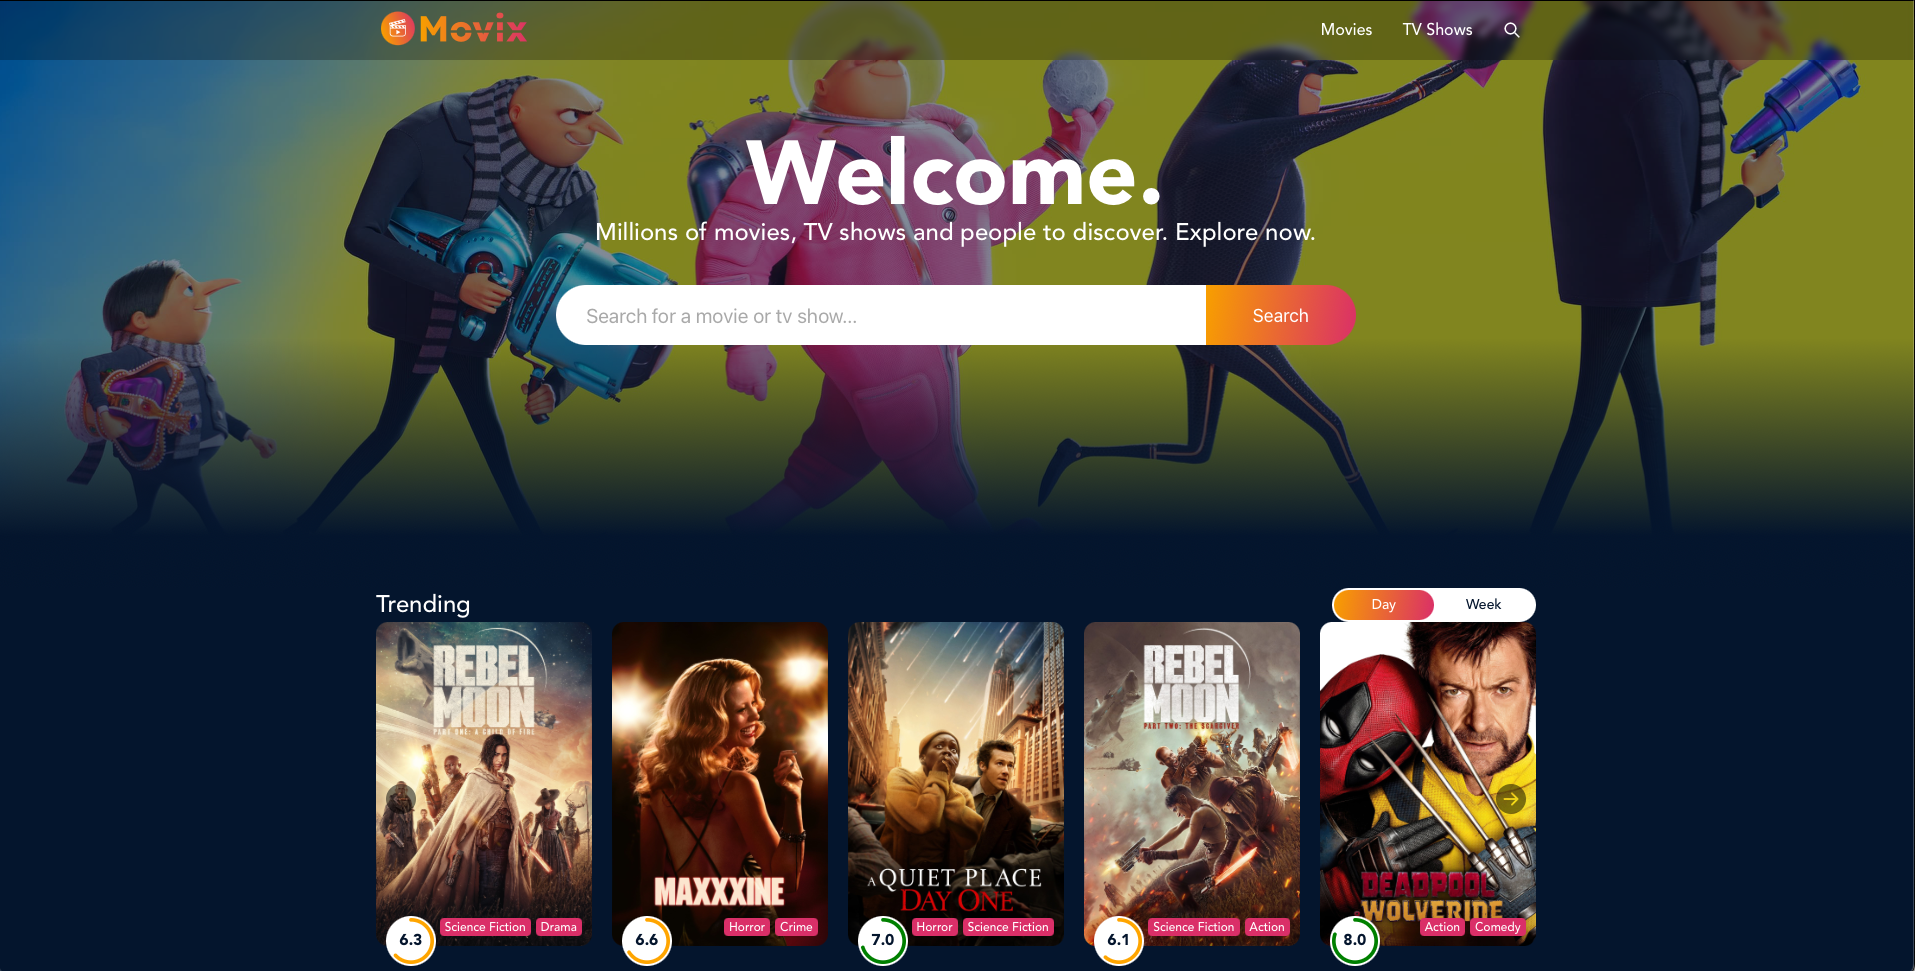 Movix
Movies
TV Shows
Welcome.
Millions of movies, TV shows and people to discover. Explore now.
Search for a movie or tv show...
Search
Trending
Day
Week
REBEL
MOON
PART ONE: A CHILD OF FIRE
6.3
Science Fiction
Drama
MAXXXINE
6.6
Horror
Crime
A QUIET PLACE
DAY ONE
7.0
Horror
Science Fiction
REBEL
MOON
PART TWO: THE SCARGIVER
6.1
Science Fiction
Action
DEADPOOL
WOLVERINE
8.0
Action
Comedy